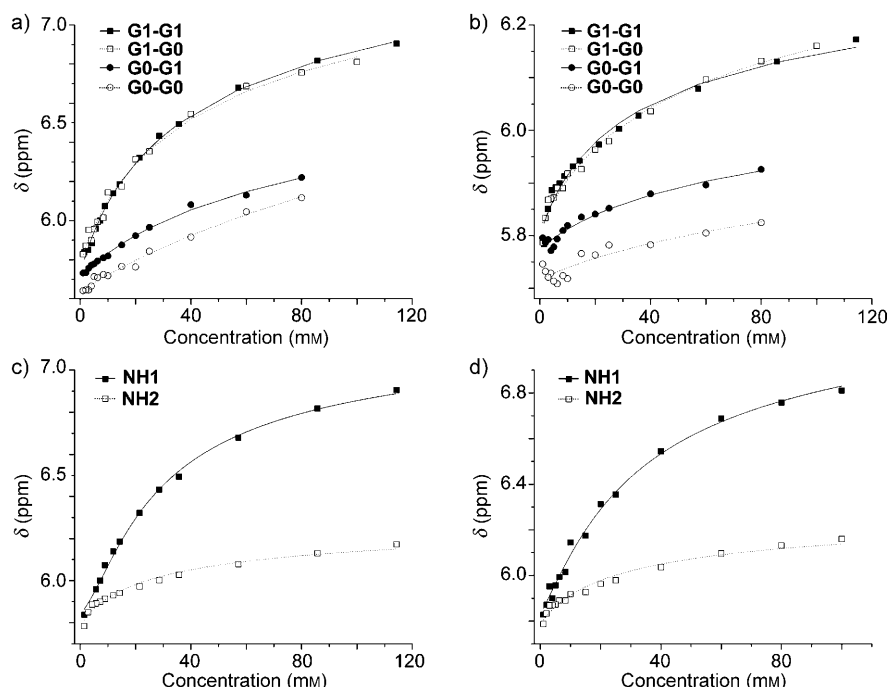 a)
G1-G1
G1-G0
G0-G1
G0-G0
7.0
6.5
6.0
δ (ppm)
0 40 80 120
Concentration (mM)
b)
G1-G1
G1-G0
G0-G1
G0-G0
6.2
6.0
5.8
δ (ppm)
0 40 80 120
Concentration (mM)
c)
NH1
NH2
7.0
6.5
6.0
δ (ppm)
0 40 80 120
Concentration (mM)
d)
NH1
NH2
6.8
6.4
6.0
δ (ppm)
0 40 80
Concentration (mM)